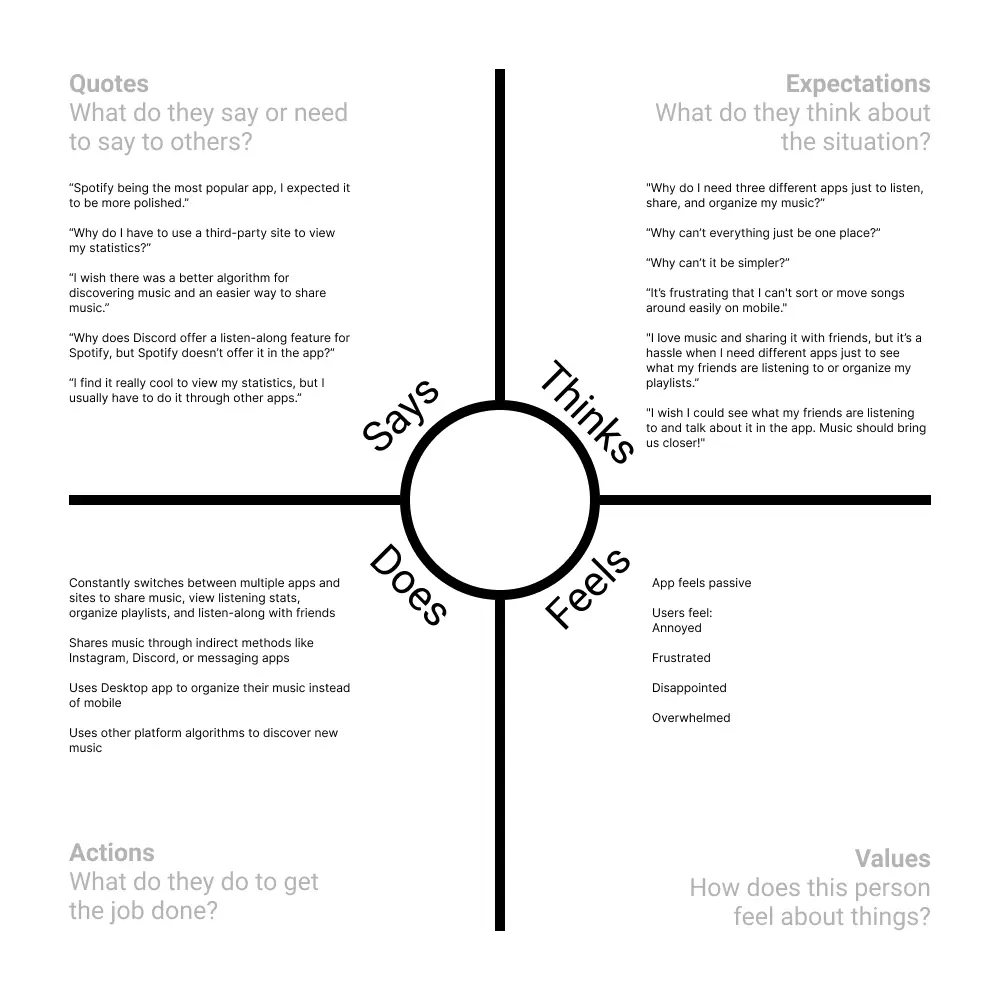 Quotes
What do they say or need
to say to others?
“Spotify being the most popular app, I expected it
to be more polished.”
“Why do I have to use a third-party site to view
my statistics?”
“I wish there was a better algorithm for
discovering music and an easier way to share
music.”
“Why does Discord offer a listen-along feature for
Spotify, but Spotify doesn’t offer it in the app?”
“I find it really cool to view my statistics, but I
usually have to do it through other apps.”
Says
Expectations
What do they think about
the situation?
"Why do I need three different apps just to listen,
share, and organize my music?”
“Why can’t everything just be one place?”
“Why can’t it be simpler?”
“It’s frustrating that I can't sort or move songs
around easily on mobile."
"I love music and sharing it with friends, but it’s a
hassle when I need different apps just to see
what my friends are listening to or organize my
playlists.”
"I wish I could see what my friends are listening
to and talk about it in the app. Music should bring
us closer!"
Thinks
Does
Constantly switches between multiple apps and
sites to share music, view listening stats,
organize playlists, and listen-along with friends
Shares music through indirect methods like
Instagram, Discord, or messaging apps
Uses Desktop app to organize their music instead
of mobile
Uses other platform algorithms to discover new
music
Actions
What do they do to get
the job done?
Feels
App feels passive
Users feel:
Annoyed
Frustrated
Disappointed
Overwhelmed
Values
How does this person
feel about things?